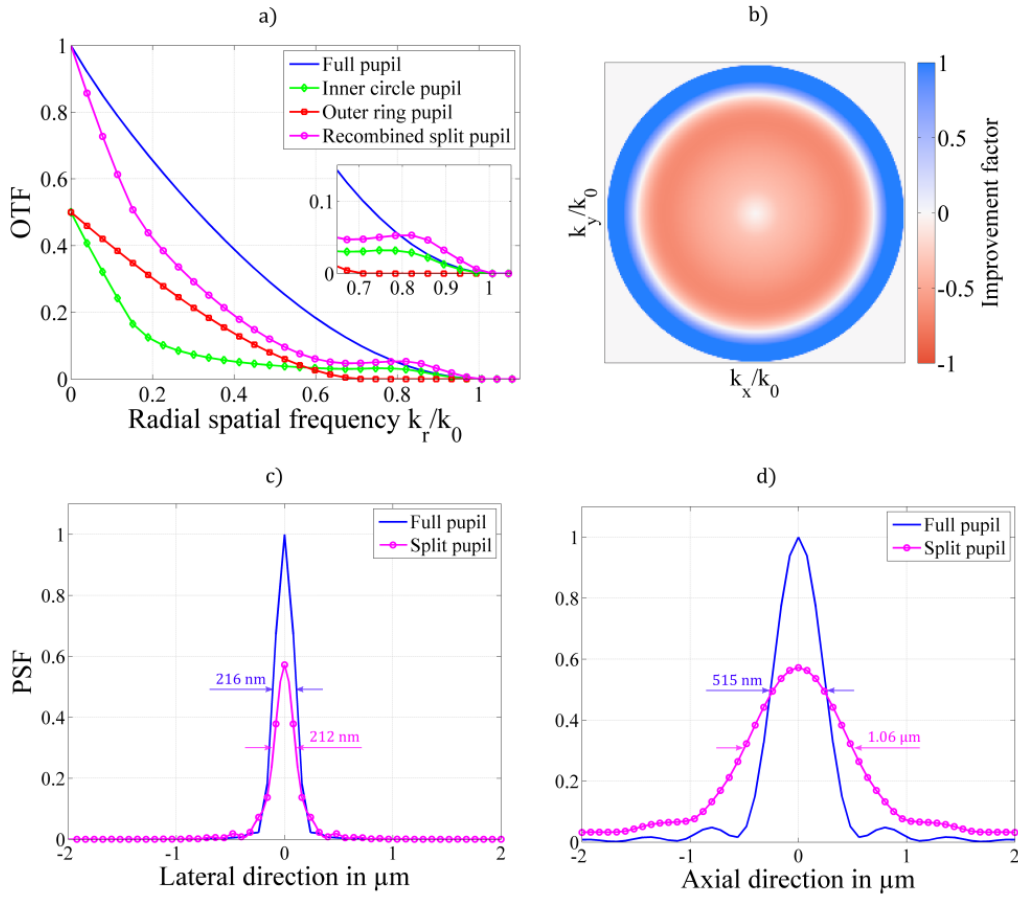 a)
1
0.8
0.6
0.4
0.2
0
OTF
Full pupil
Inner circle pupil
Outer ring pupil
Recombined split pupil
0.1
0
0.7 0.8 0.9 1
0.2 0.4 0.6 0.8 1
Radial spatial frequency k_r/k_0
b)
k_y/k_0
k_x/k_0
1
0.5
0
-0.5
-1
Improvement factor
c)
1
0.8
0.6
0.4
0.2
0
PSF
Full pupil
Split pupil
216 nm
212 nm
-2 -1 0 1 2
Lateral direction in µm
d)
1
0.8
0.6
0.4
0.2
0
Full pupil
Split pupil
515 nm
1.06 µm
-2 -1 0 1 2
Axial direction in µm